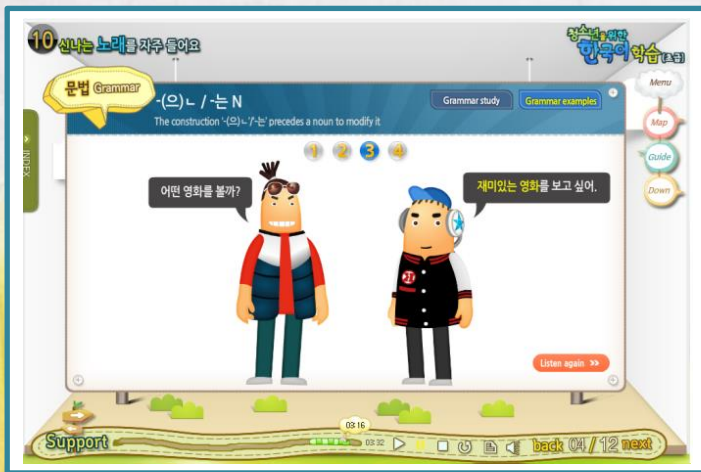 10 신나는 노래를 자주 들어요
청소년을 위한
한국어 학습 (초급)
문법 Grammar
-(으)ㄴ / -는 N
The construction '-(으)ㄴ'/'-는' precedes a noun to modify it
Grammar study
Grammar examples
Menu
Map
Guide
Down
INDEX
1 2 3 4
어떤 영화를 볼까?
재미있는 영화를 보고 싶어.
Listen again >>
Support
03:16
03:32
back 04 / 12 next